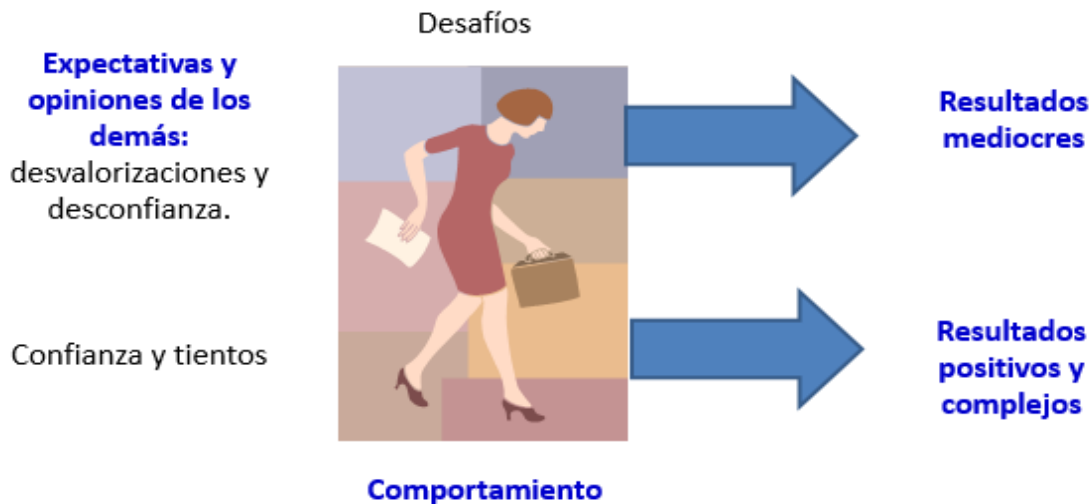 Desafíos
Expectativas y
opiniones de los
demás:
desvalorizaciones y
desconfianza.
Resultados
mediocres
Confianza y tientos
Resultados
positivos y
complejos
Comportamiento